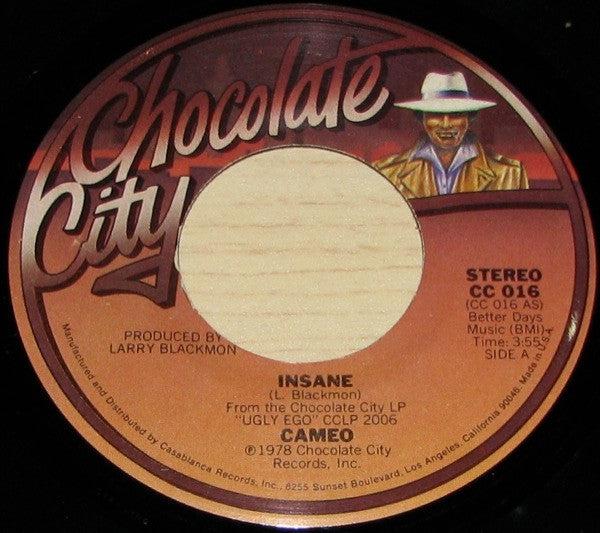 Chocolate
City
STEREO
CC 016
(CC 016 AS)
Better Days
Music (BMI)
Time: 3:55
SIDE A
PRODUCED BY
LARRY BLACKMON
INSANE
(L. Blackmon)
From the Chocolate City LP
"UGLY EGO" CCLP 2006
CAMEO
℗1978 Chocolate City
Records, Inc.
Manufactured and Distributed by Casablanca Records, Inc., 8255 Sunset Boulevard, Los Angeles, California 90046. Made in U.S.A.